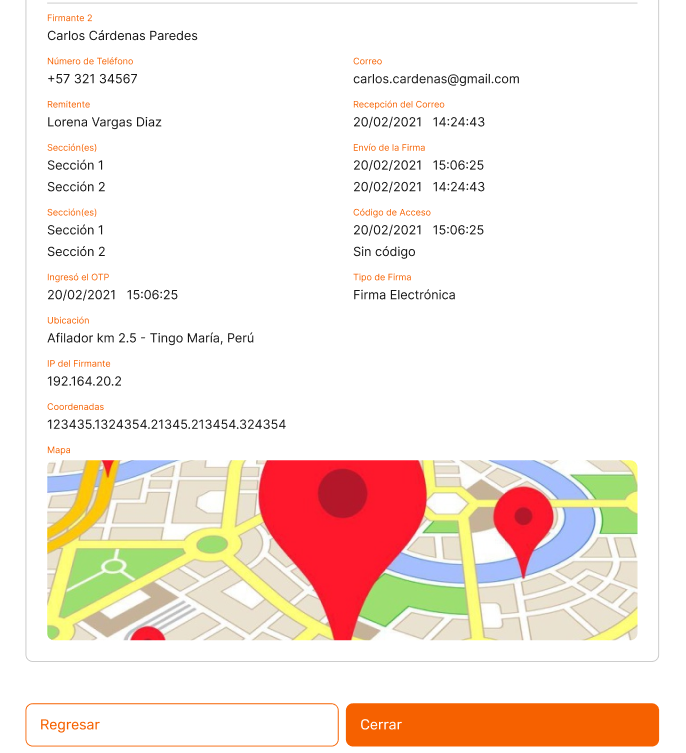 Firmante 2
Carlos Cárdenas Paredes
Número de Teléfono
+57 321 34567
Correo
carlos.cardenas@gmail.com
Remitente
Lorena Vargas Diaz
Recepción del Correo
20/02/2021 14:24:43
Sección(es)
Sección 1
Sección 2
Envío de la Firma
20/02/2021 15:06:25
20/02/2021 14:24:43
Sección(es)
Sección 1
Sección 2
Código de Acceso
20/02/2021 15:06:25
Sin código
Ingresó el OTP
20/02/2021 15:06:25
Tipo de Firma
Firma Electrónica
Ubicación
Afilador km 2.5 - Tingo María, Perú
IP del Firmante
192.164.20.2
Coordenadas
123435.1324354.21345.213454.324354
Mapa
Regresar
Cerrar